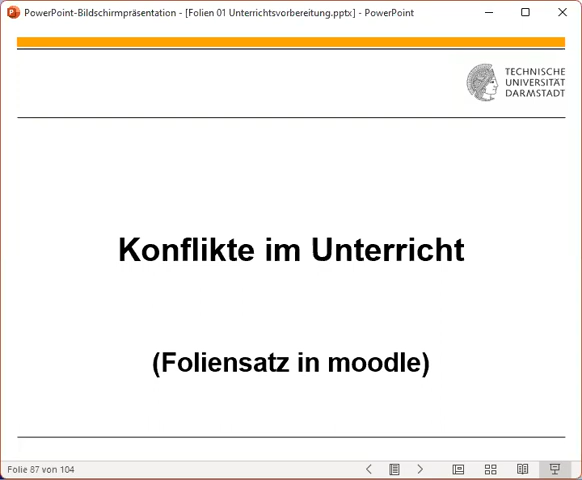 PowerPoint-Bildschirmpräsentation - [Folien 01 Unterrichtsvorbereitung.pptx] - PowerPoint
TECHNISCHE
UNIVERSITÄT
DARMSTADT
Konflikte im Unterricht
(Foliensatz in moodle)
Folie 87 von 104